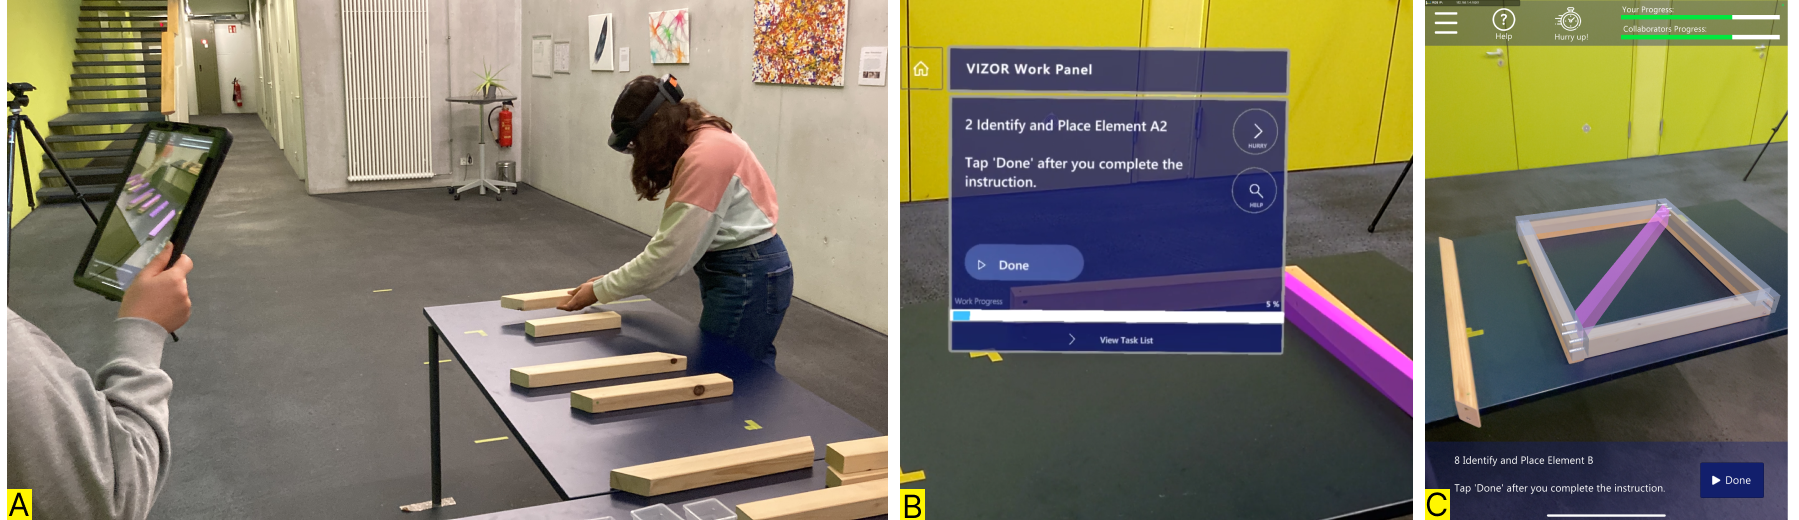 A
VIZOR Work Panel
2 Identify and Place Element A2
Tap 'Done' after you complete the
instruction.
HURRY
HELP
Done
Work Progress
5 %
View Task List
B
Help
Hurry up!
Your Progress:
Collaborators Progress:
8 Identify and Place Element B
Tap 'Done' after you complete the instruction.
Done
C